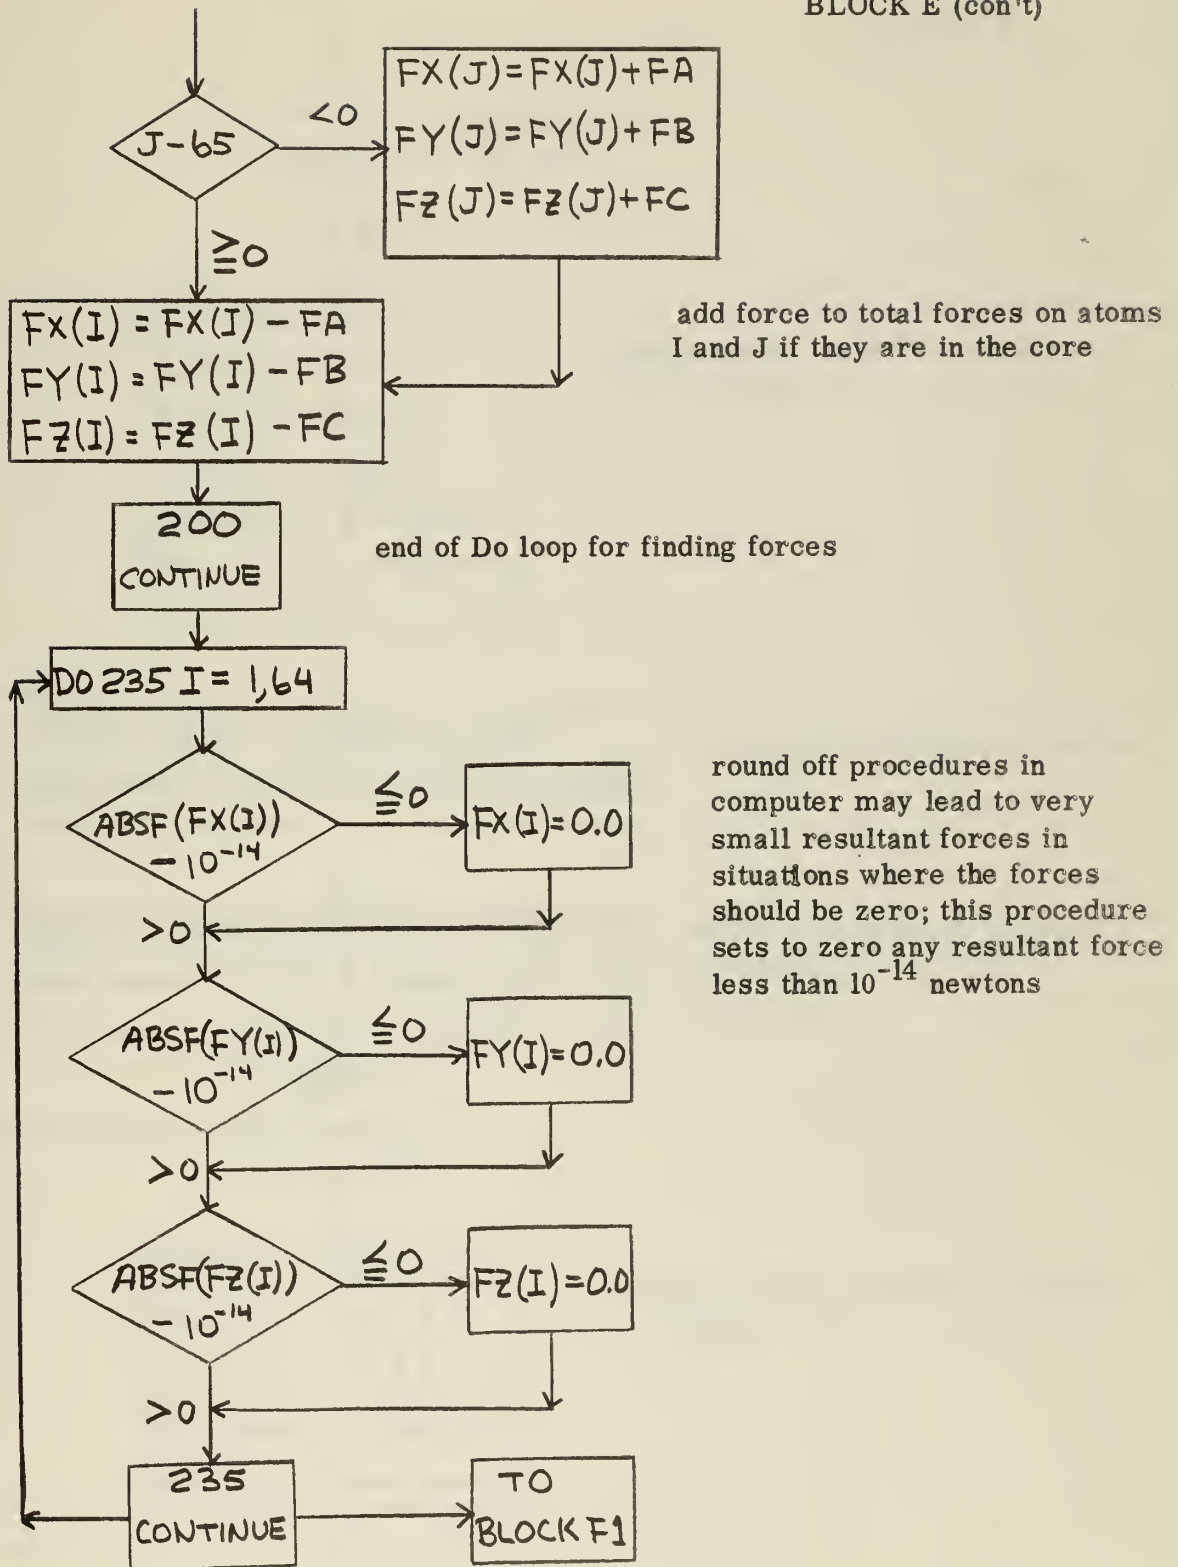 BLOCK E (con't)
J-65
<0
FX(J)=FX(J)+FA
FY(J)=FY(J)+FB
FZ(J)=FZ(J)+FC
≧0
FX(I)=FX(I)-FA
FY(I)=FY(I)-FB
FZ(I)=FZ(I)-FC
add force to total forces on atoms
I and J if they are in the core
200
CONTINUE
end of Do loop for finding forces
DO 235 I = 1,64
ABSF(FX(I))
- 10⁻¹⁴
≦0
FX(I)=0.0
>0
round off procedures in
computer may lead to very
small resultant forces in
situations where the forces
should be zero; this procedure
sets to zero any resultant force
less than 10⁻¹⁴ newtons
ABSF(FY(I)
- 10⁻¹⁴
≦0
FY(I)=0.0
>0
ABSF(FZ(I))
- 10⁻¹⁴
≦0
FZ(I)=0.0
>0
235
CONTINUE
TO
BLOCK F1